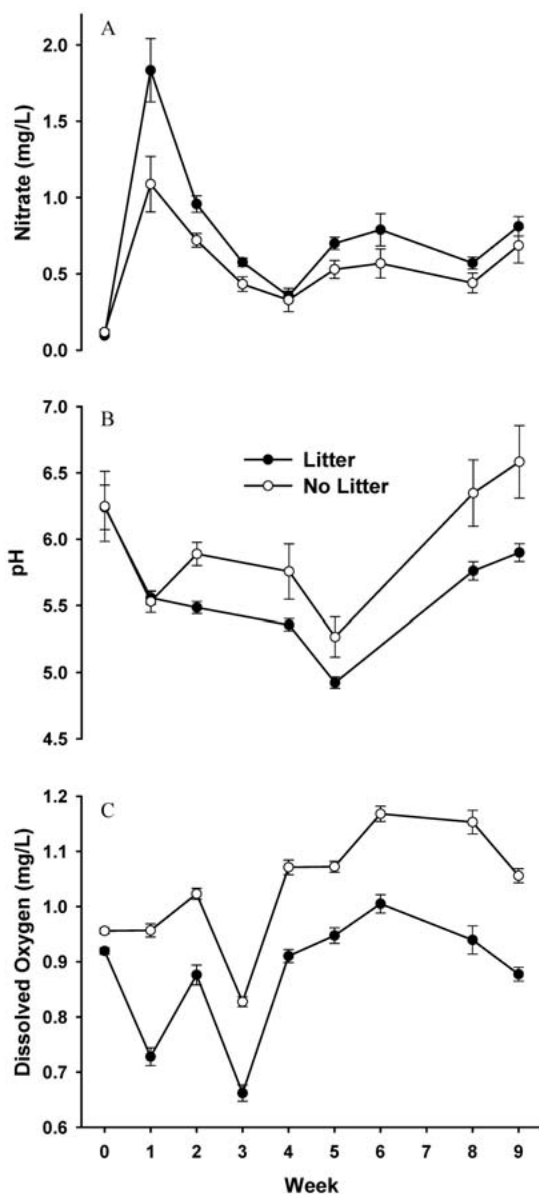 A
Nitrate (mg/L)
2.0
1.5
1.0
0.5
0.0
B
pH
7.0
6.5
6.0
5.5
5.0
4.5
Litter
No Litter
C
Dissolved Oxygen (mg/L)
1.2
1.1
1.0
0.9
0.8
0.7
0.6
0 1 2 3 4 5 6 7 8 9
Week